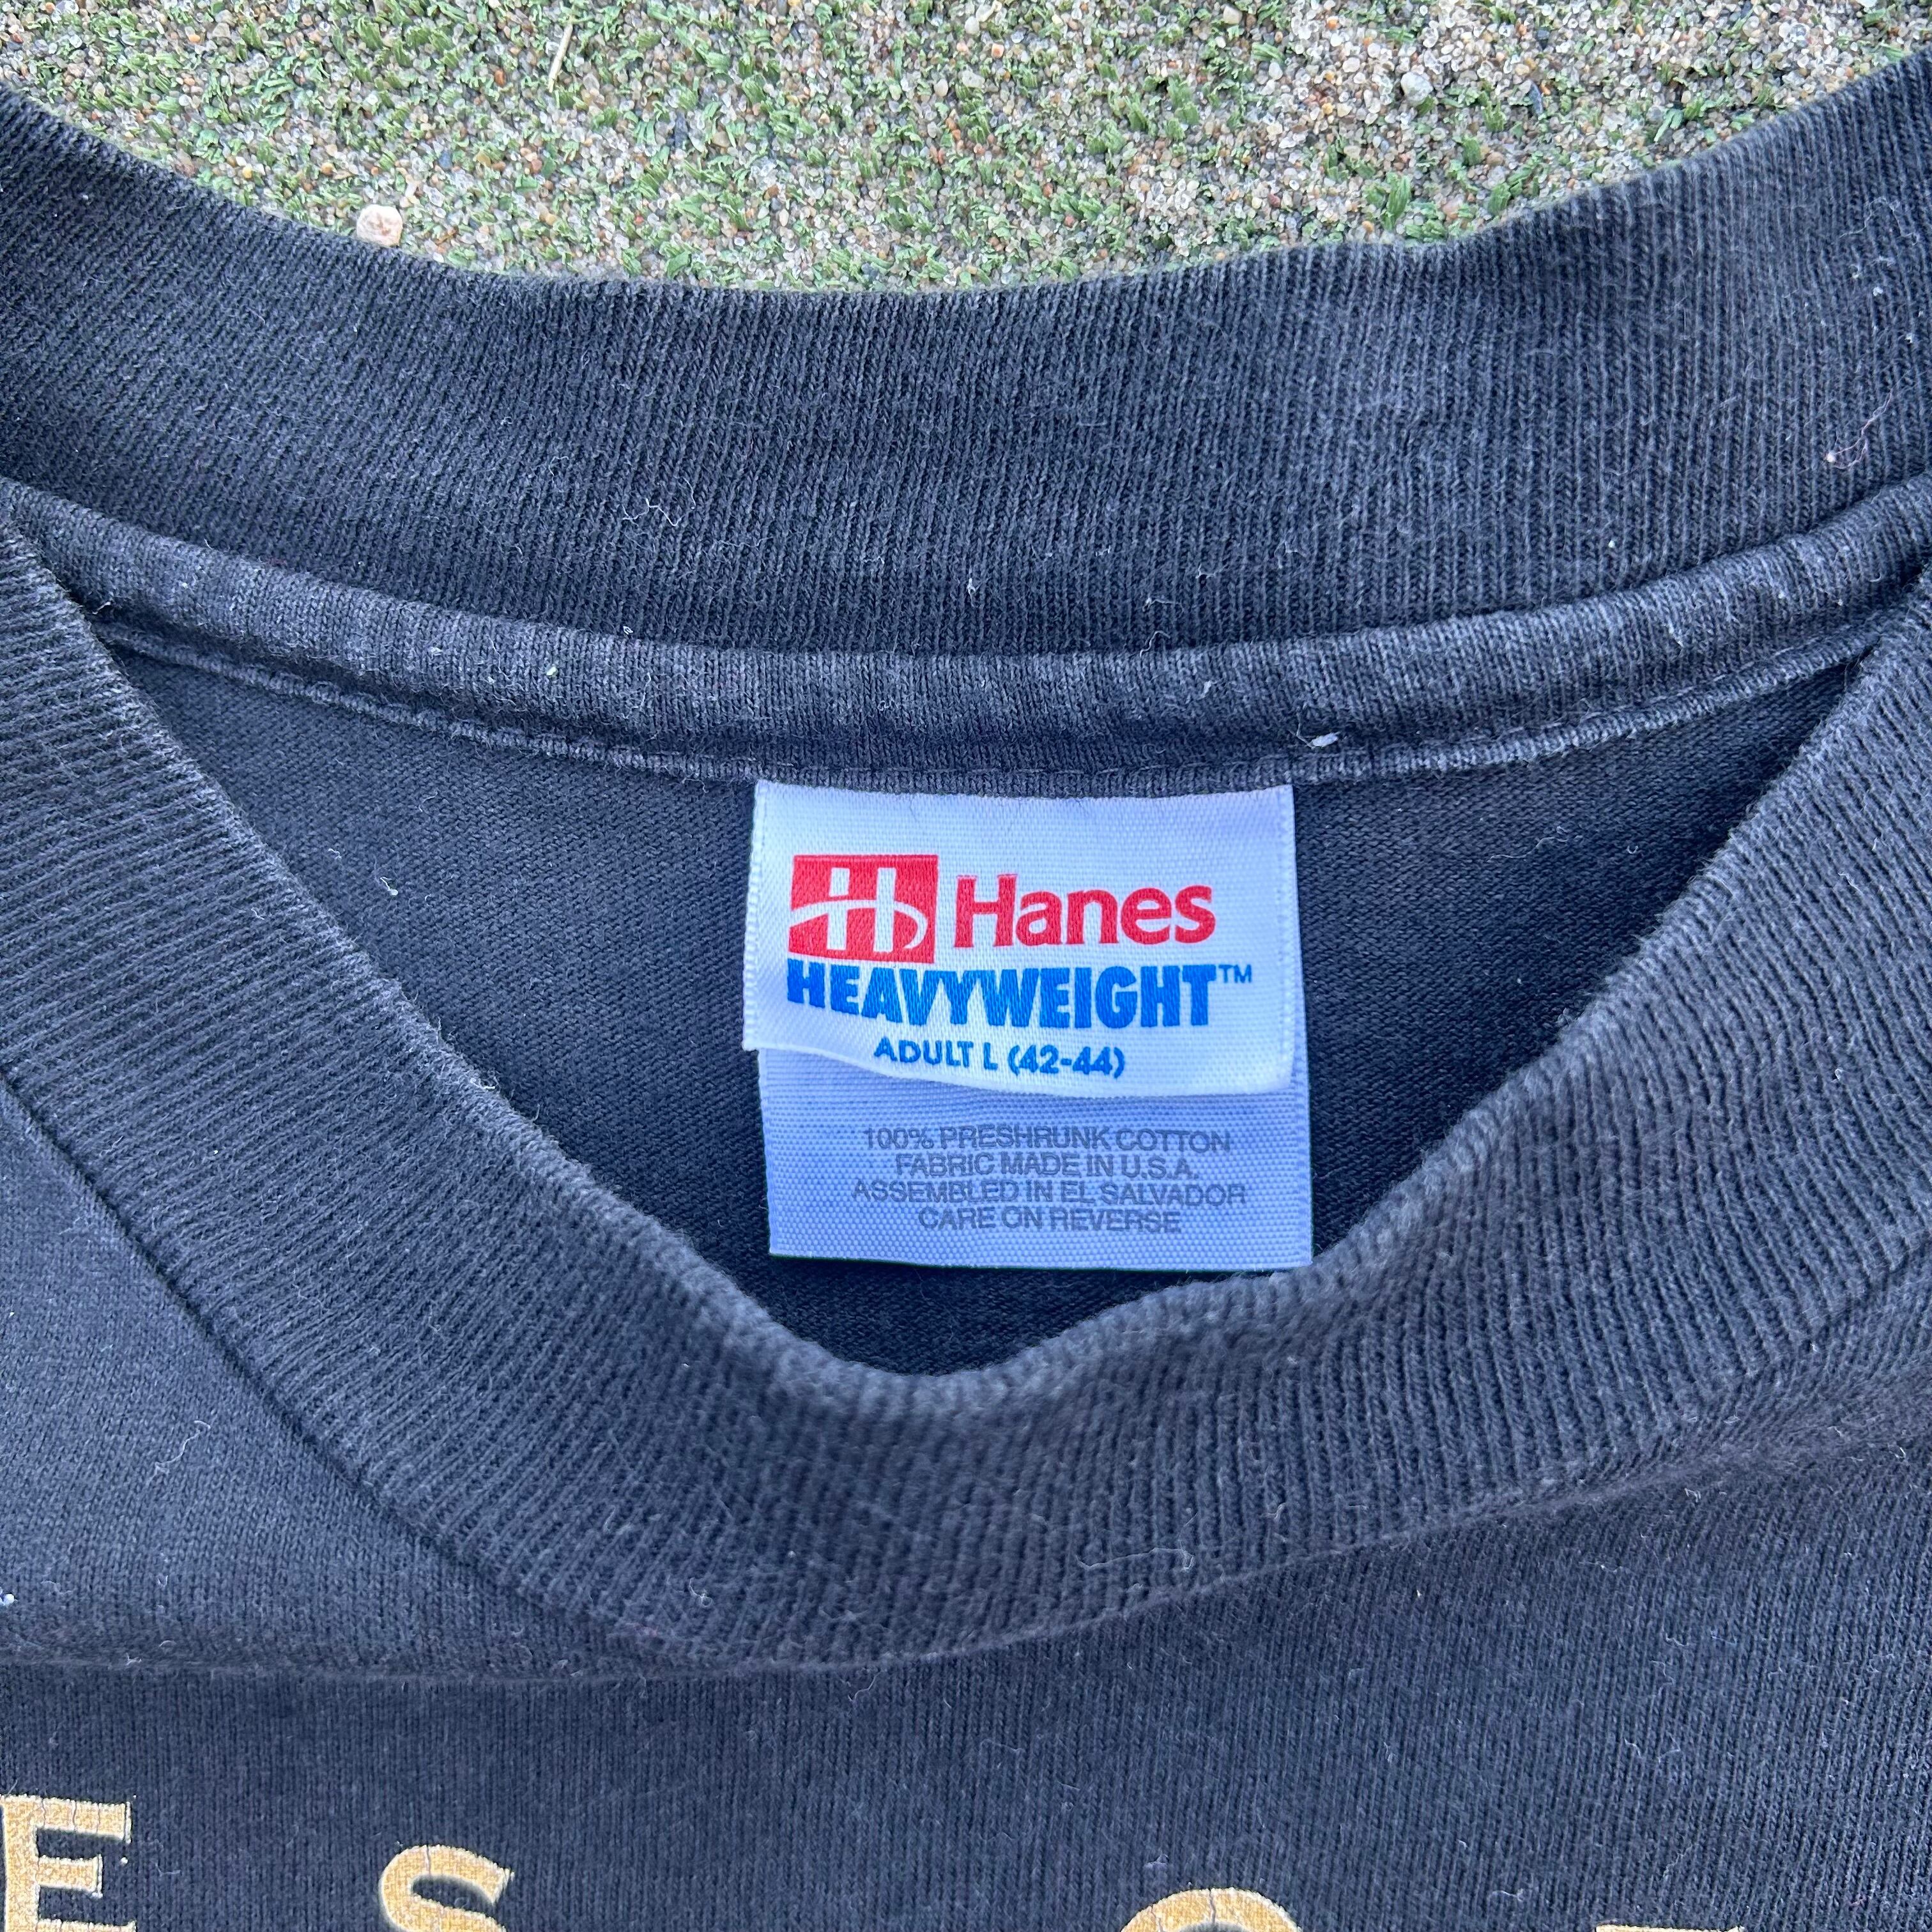 Hanes
HEAVYWEIGHT™
ADULT L (42-44)
100% PRESHRUNK COTTON
FABRIC MADE IN U.S.A.
ASSEMBLED IN EL SALVADOR
CARE ON REVERSE
E S O